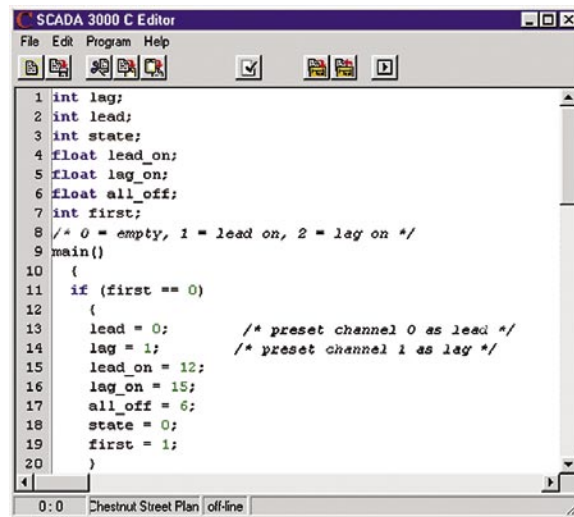 SCADA 3000 C Editor
File Edit Program Help
1 int lag;
2 int lead;
3 int state;
4 float lead_on;
5 float lag_on;
6 float all_off;
7 int first;
8 /* 0 = empty, 1 = lead on, 2 = lag on */
9 main()
10 {
11 if (first == 0)
12 {
13 lead = 0; /* preset channel 0 as lead */
14 lag = 1; /* preset channel 1 as lag */
15 lead_on = 12;
16 lag_on = 15;
17 all_off = 6;
18 state = 0;
19 first = 1;
20 }
0:0 Chestnut Street Plan off-line